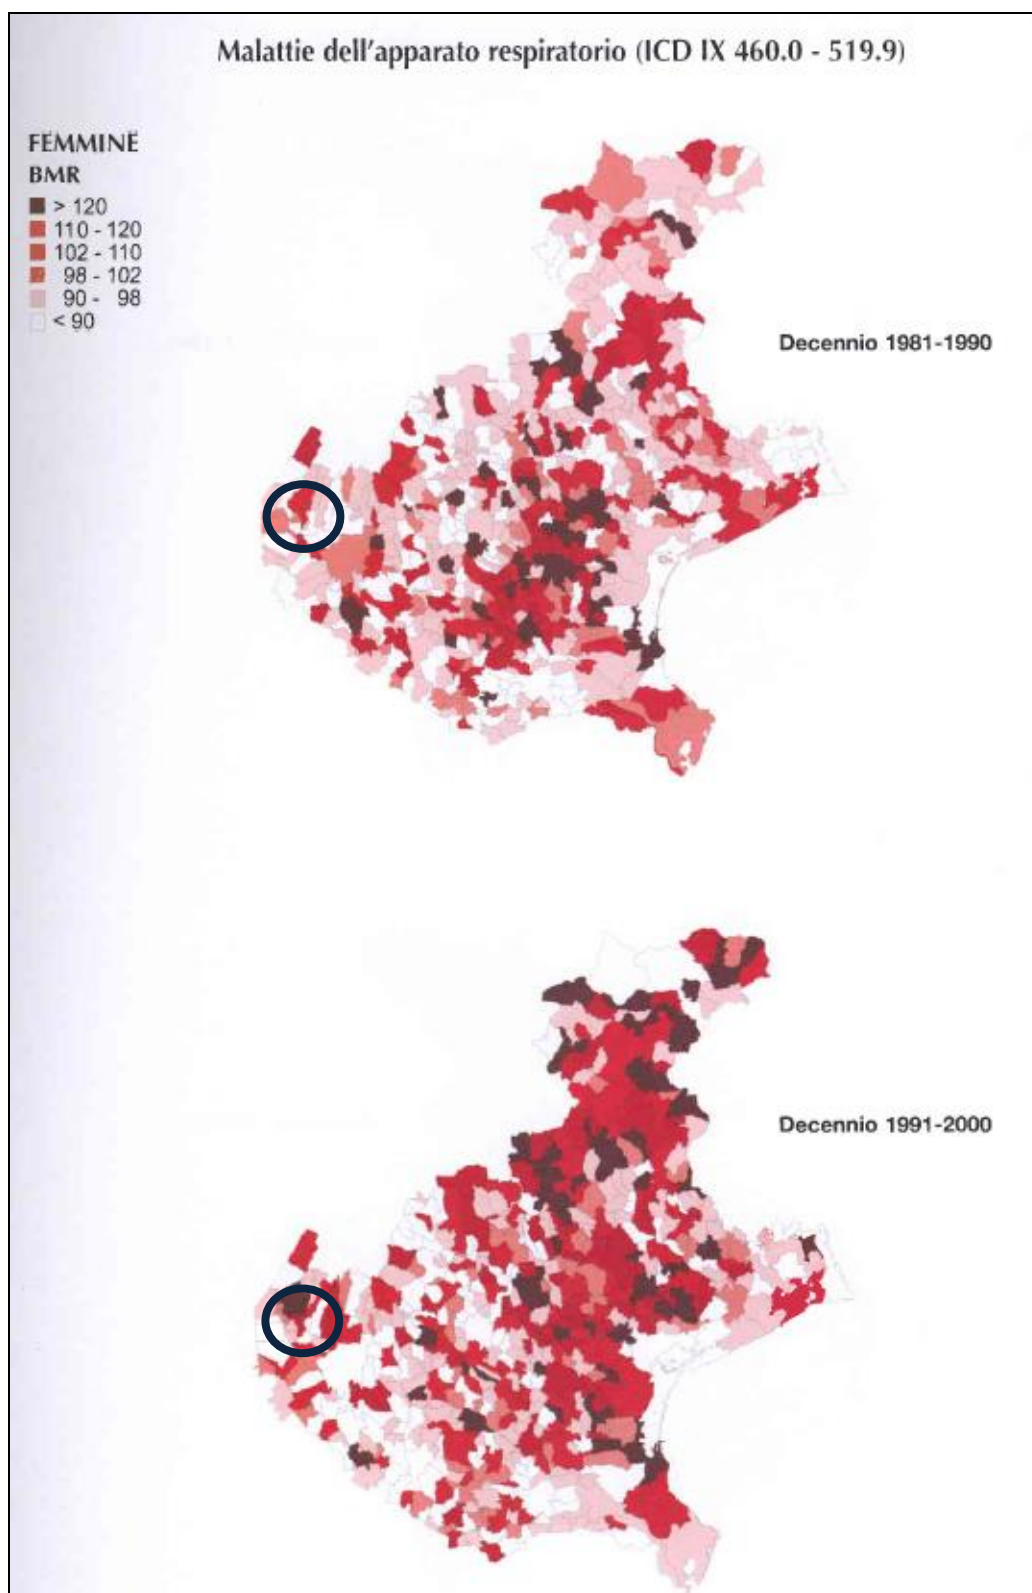 Malattie dell'apparato respiratorio (ICD IX 460.0 - 519.9)
FEMMINE
BMR
> 120
110 - 120
102 - 110
98 - 102
90 - 98
< 90
Decennio 1981-1990
Decennio 1991-2000